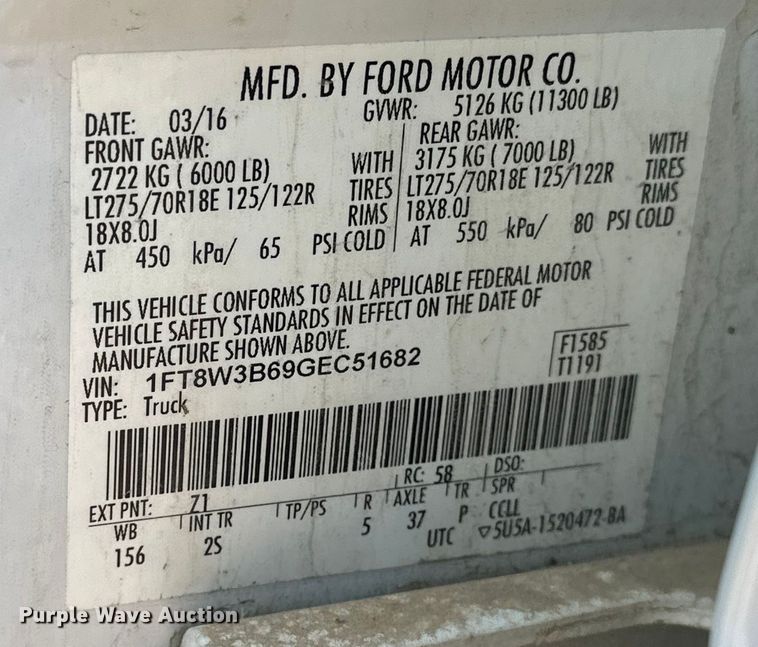 MFD. BY FORD MOTOR CO.
DATE: 03/16 GVWR: 5126 KG (11300 LB)
FRONT GAWR: REAR GAWR:
2722 KG ( 6000 LB) WITH 3175 KG ( 7000 LB) WITH
LT275/70R18E 125/122R TIRES LT275/70R18E 125/122R TIRES
18X8.0J RIMS 18X8.0J RIMS
AT 450 kPa/ 65 PSI COLD AT 550 kPa/ 80 PSI COLD
THIS VEHICLE CONFORMS TO ALL APPLICABLE FEDERAL MOTOR
VEHICLE SAFETY STANDARDS IN EFFECT ON THE DATE OF
MANUFACTURE SHOWN ABOVE.
VIN: 1FT8W3B69GEC51682 F1585
TYPE: Truck T1191
EXT PNT: Z1 RC: 58 DSO:
WB INT TR TP/PS R AXLE TR SPR
156 2S 5 37 P CCLL
UTC ▽5U5A-1520472-BA
Purple Wave Auction